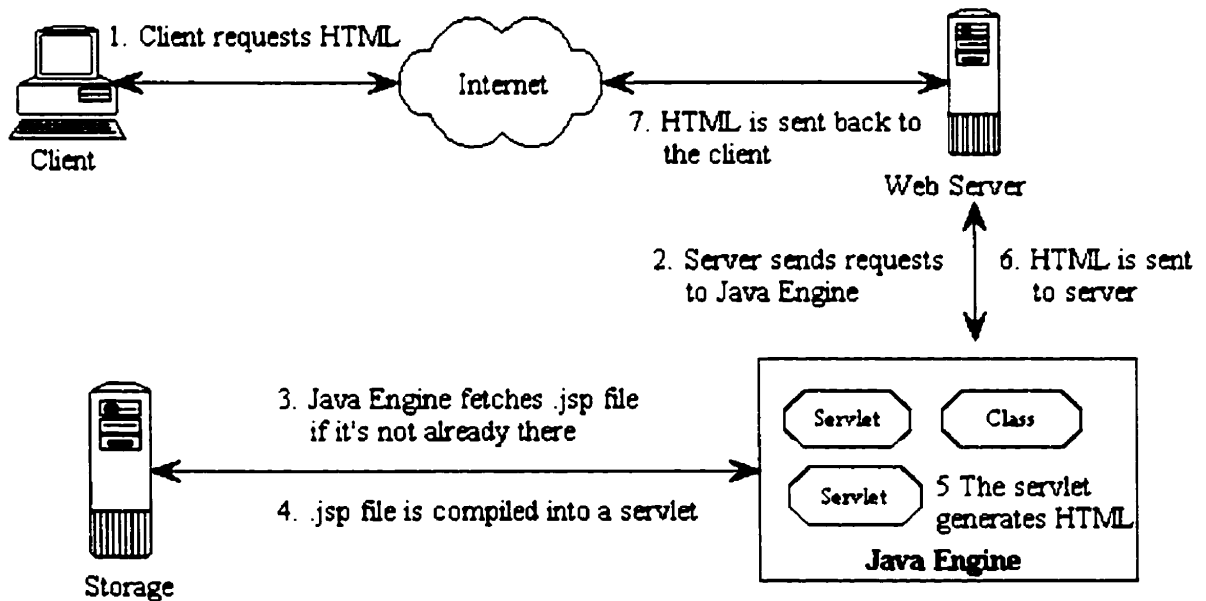 1. Client requests HTML
Internet
Client
7. HTML is sent back to
the client
Web Server
2. Server sends requests
to Java Engine
6. HTML is sent
to server
3. Java Engine fetches .jsp file
if it's not already there
4. .jsp file is compiled into a servlet
Storage
Servlet
Class
Servlet
5 The servlet
generates HTML
Java Engine